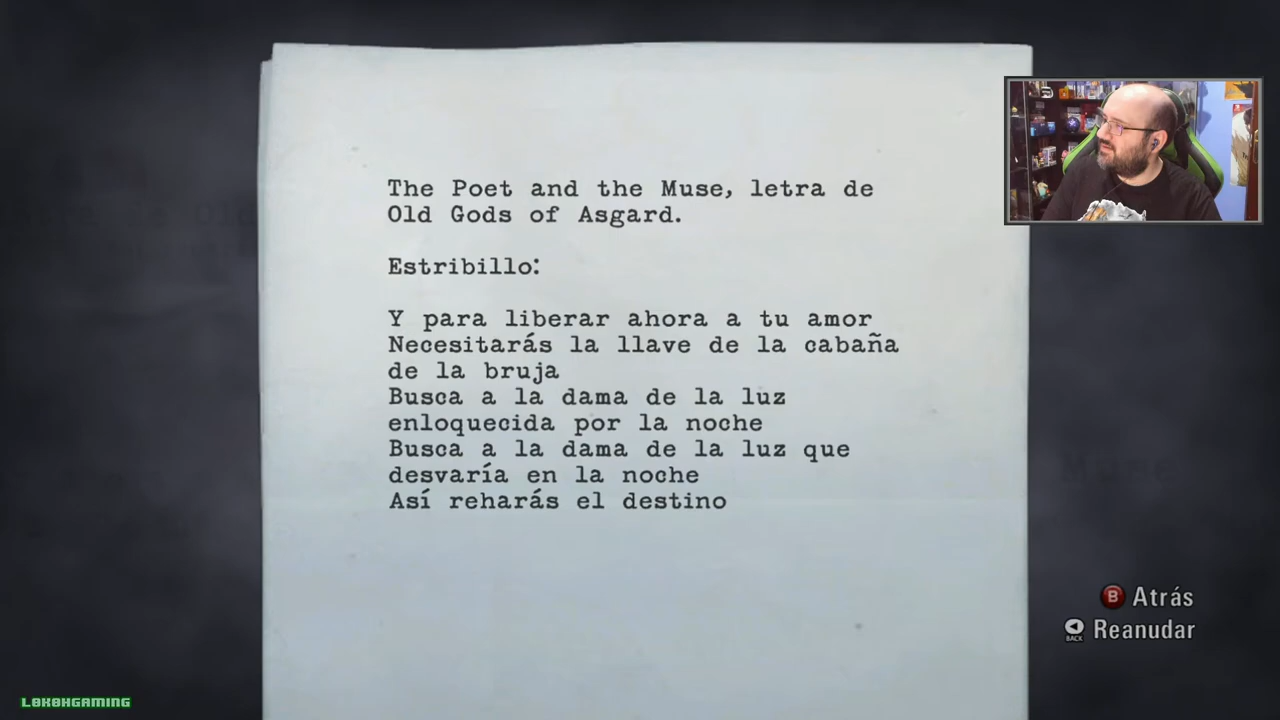 The Poet and the Muse, letra de
Old Gods of Asgard.
Estribillo:
Y para liberar ahora a tu amor
Necesitarás la llave de la cabaña
de la bruja
Busca a la dama de la luz
enloquecida por la noche
Busca a la dama de la luz que
desvaría en la noche
Así reharás el destino
B Atrás
BACK Reanudar
L0K0XGAMING